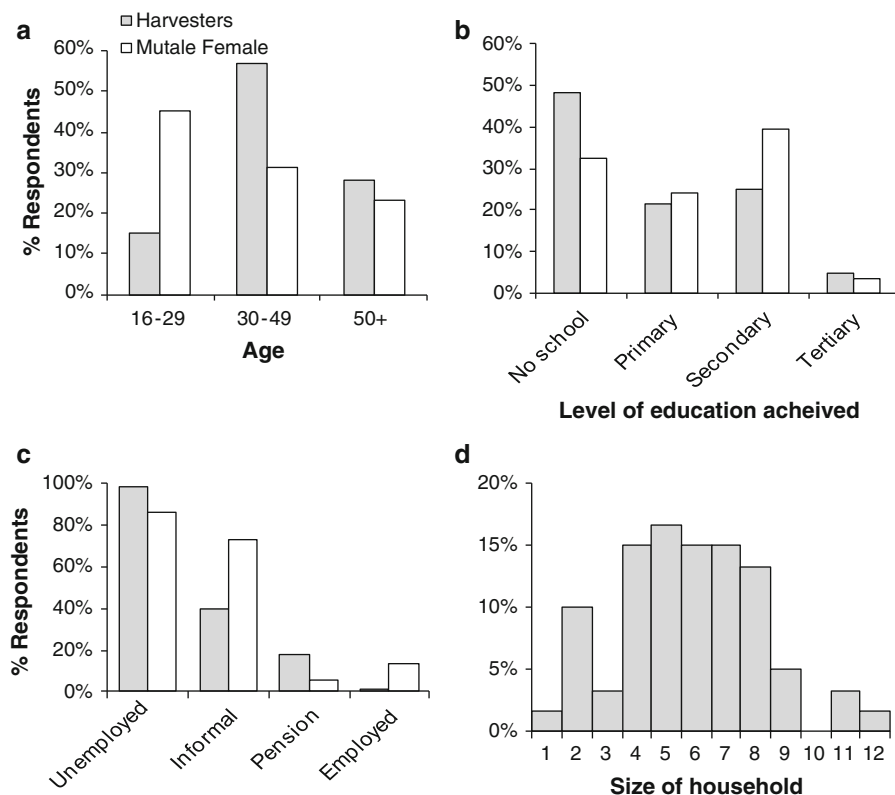 a
Harvesters
Mutale Female
% Respondents
60%
50%
40%
30%
20%
10%
0%
16-29
30-49
50+
Age
b
60%
50%
40%
30%
20%
10%
0%
No school
Primary
Secondary
Tertiary
Level of education acheived
c
% Respondents
100%
80%
60%
40%
20%
0%
Unemployed
Informal
Pension
Employed
d
20%
15%
10%
5%
0%
1 2 3 4 5 6 7 8 9 10 11 12
Size of household